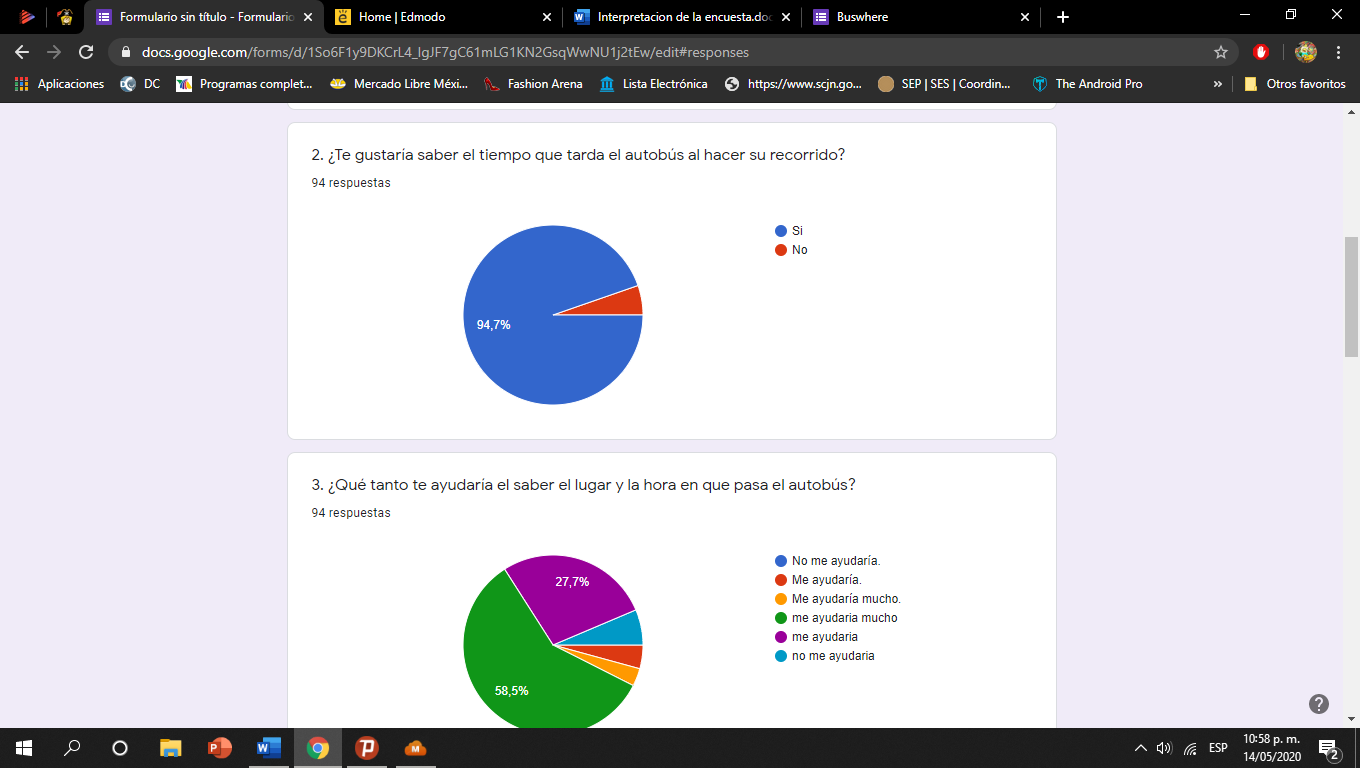 Formulario sin título - Formulario
Home | Edmodo
Interpretacion de la encuesta.doc
Buswhere
docs.google.com/forms/d/1So6F1y9DKCrL4_lgJF7gC61mLG1KN2GsqWwNU1j2tEw/edit#responses
Aplicaciones
DC
Programas complet...
Mercado Libre Méxi...
Fashion Arena
Lista Electrónica
https://www.scjn.go...
SEP | SES | Coordin...
The Android Pro
»
Otros favoritos
2. ¿Te gustaría saber el tiempo que tarda el autobús al hacer su recorrido?
94 respuestas
Si
No
94,7%
3. ¿Qué tanto te ayudaría el saber el lugar y la hora en que pasa el autobús?
94 respuestas
No me ayudaría.
Me ayudaría.
Me ayudaría mucho.
me ayudaria mucho
me ayudaria
no me ayudaria
27,7%
58,5%
ESP
10:58 p. m.
14/05/2020
2